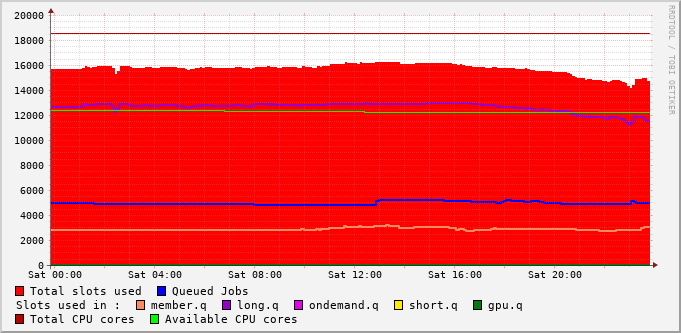 RRDTOOL / TOBI OETIKER
20000
18000
16000
14000
12000
10000
8000
6000
4000
2000
0
Sat 00:00 Sat 04:00 Sat 08:00 Sat 12:00 Sat 16:00 Sat 20:00
Total slots used Queued Jobs
Slots used in : member.q long.q ondemand.q short.q gpu.q
Total CPU cores Available CPU cores